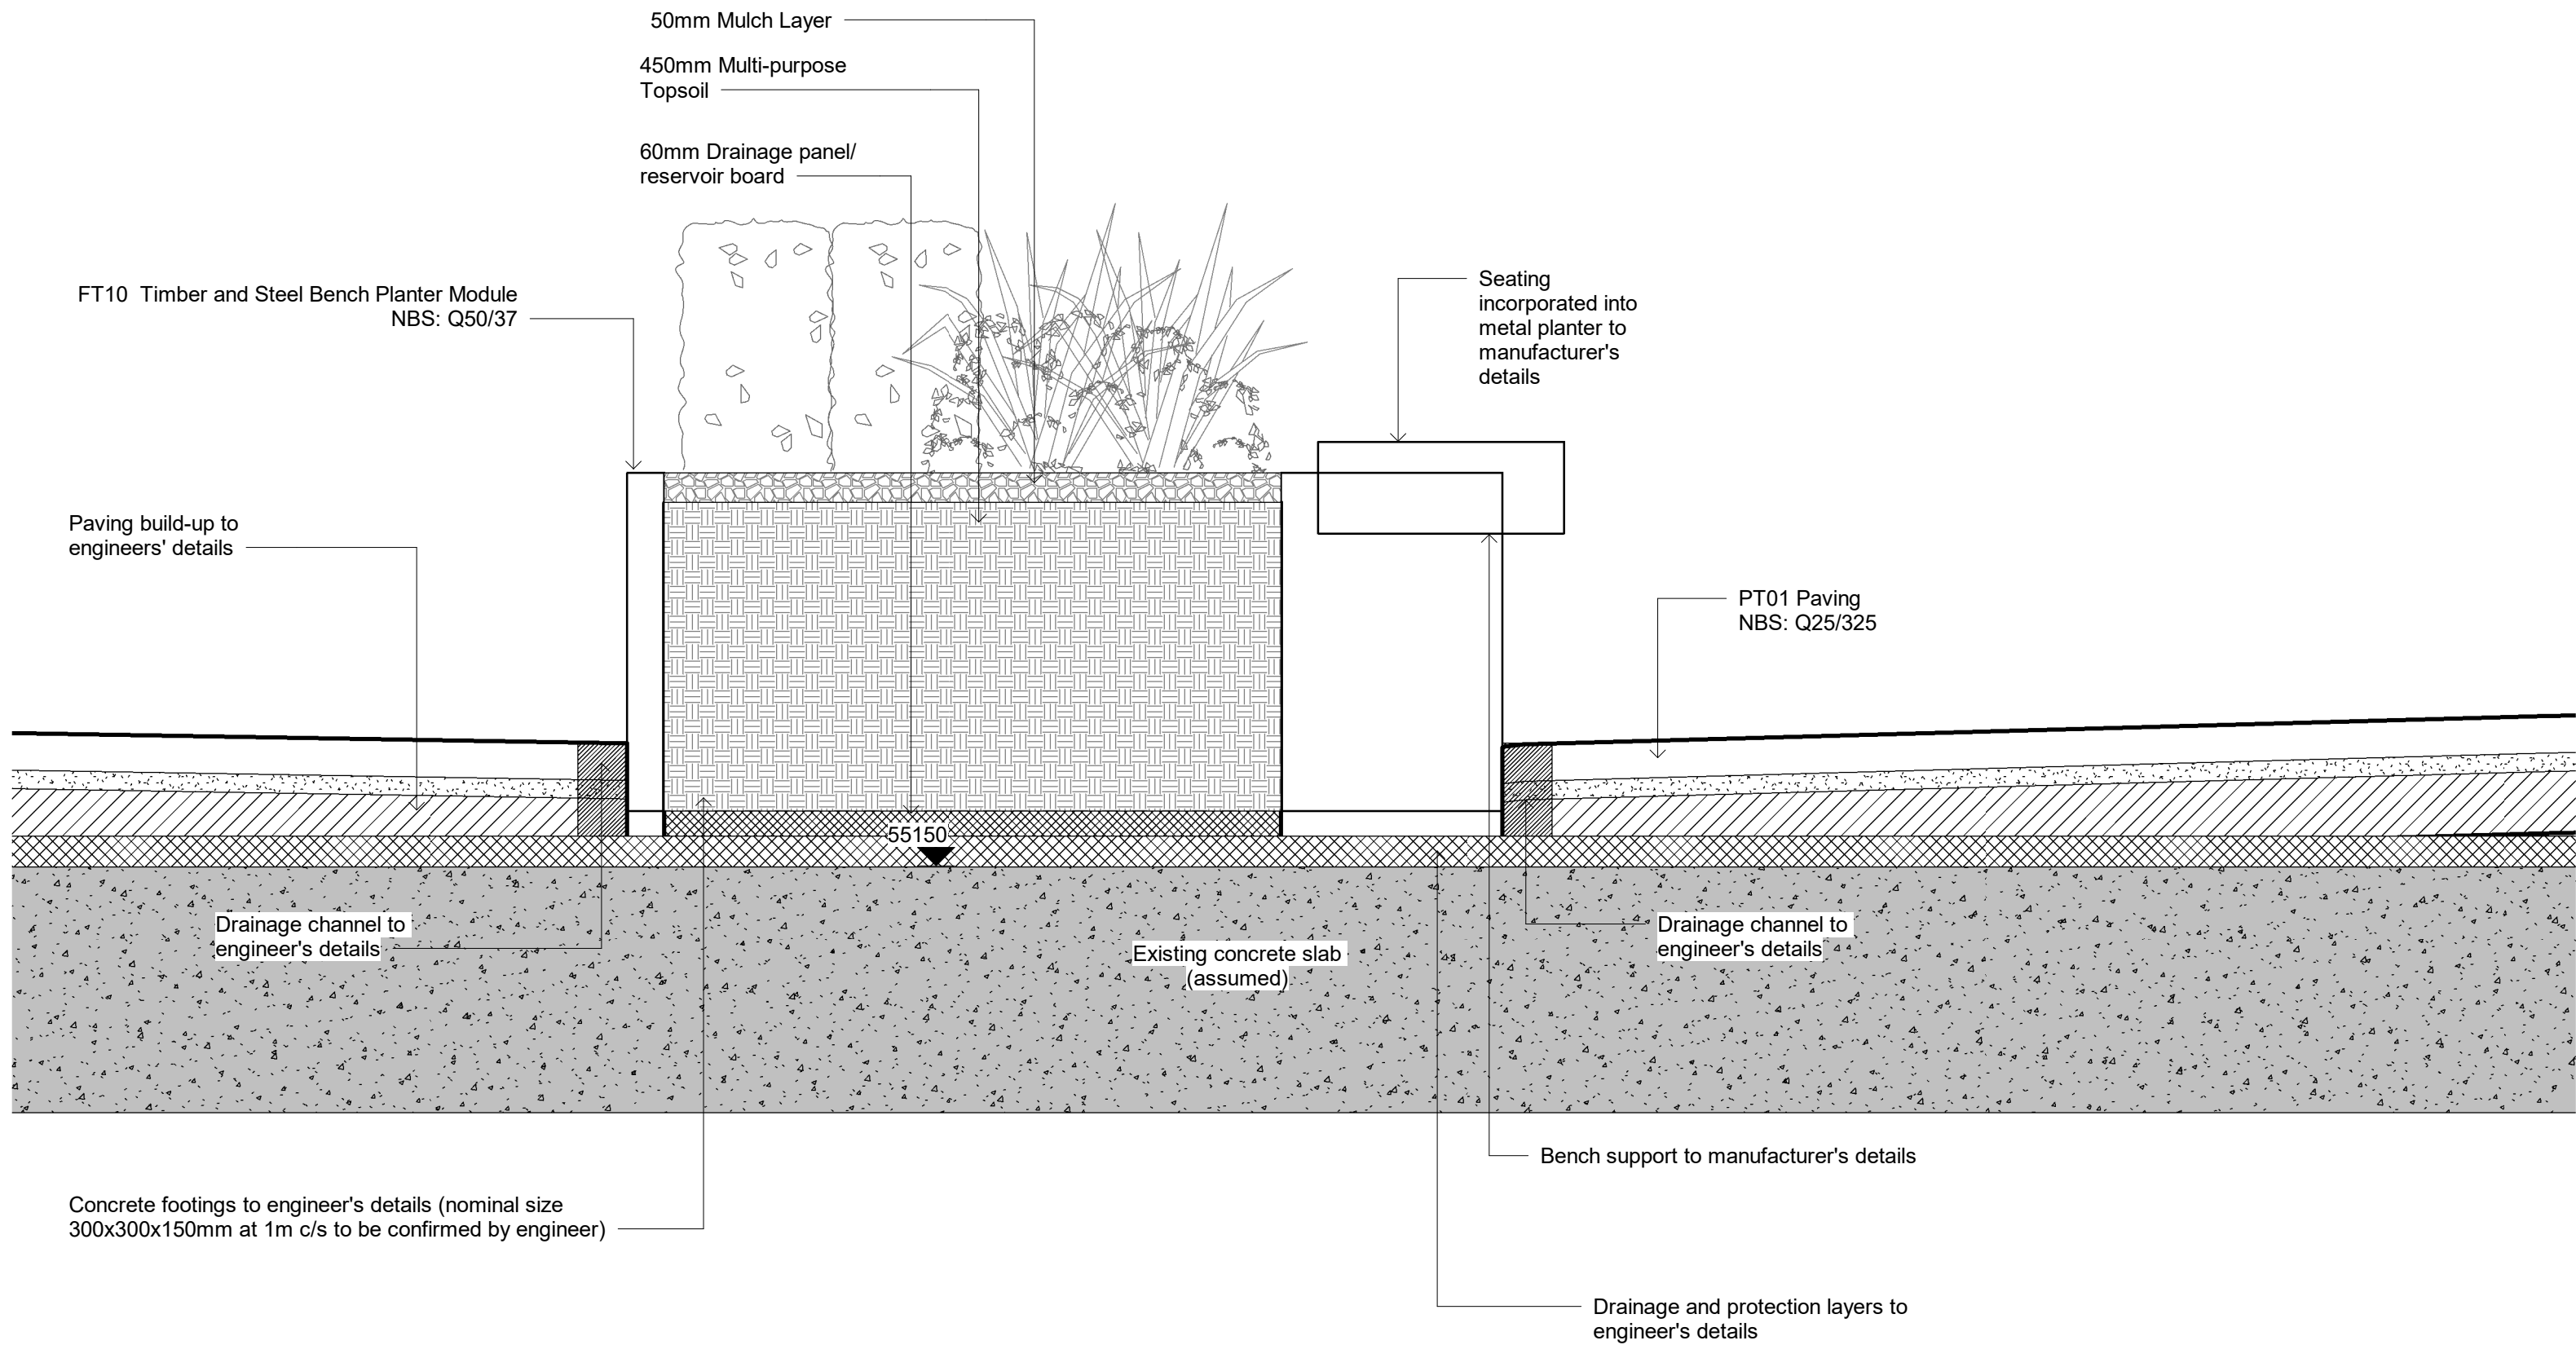 50mm Mulch Layer
450mm Multi-purpose
Topsoil
60mm Drainage panel/
reservoir board
FT10  Timber and Steel Bench Planter Module
NBS: Q50/37
Seating
incorporated into
metal planter to
manufacturer's
details
Paving build-up to
engineers' details
PT01 Paving
NBS: Q25/325
55150
Drainage channel to
engineer's details
Existing concrete slab
(assumed)
Drainage channel to
engineer's details
Bench support to manufacturer's details
Concrete footings to engineer's details (nominal size
300x300x150mm at 1m c/s to be confirmed by engineer)
Drainage and protection layers to
engineer's details